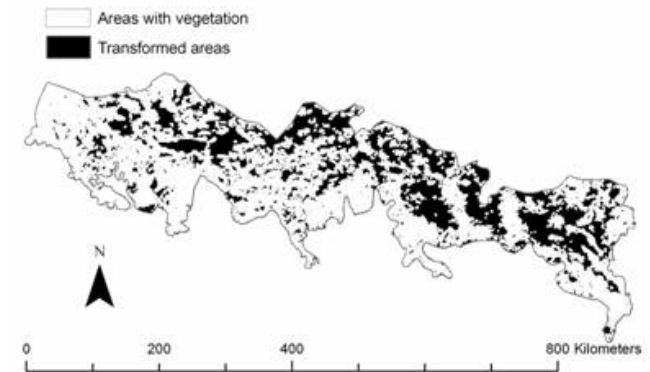 Areas with vegetation
Transformed areas
N
0 200 400 800 Kilometers